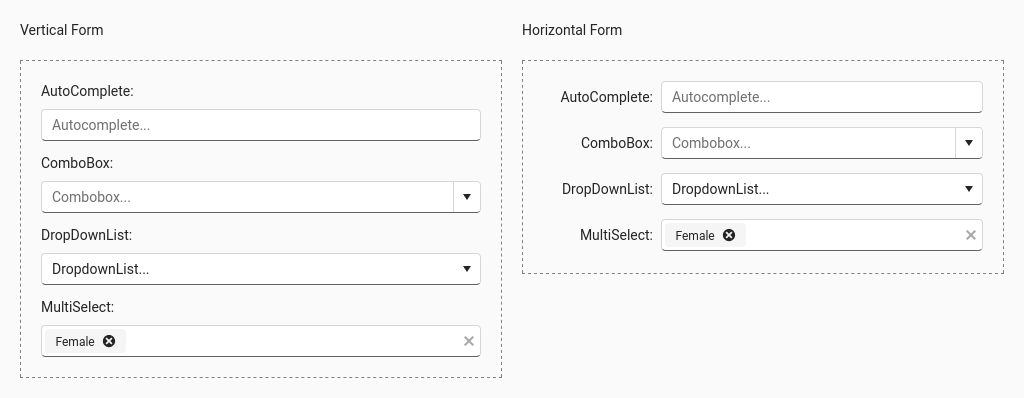 Vertical Form
AutoComplete:
Autocomplete...
ComboBox:
Combobox...
DropDownList:
DropdownList...
MultiSelect:
Female
Horizontal Form
AutoComplete: Autocomplete...
ComboBox: Combobox...
DropDownList: DropdownList...
MultiSelect: Female